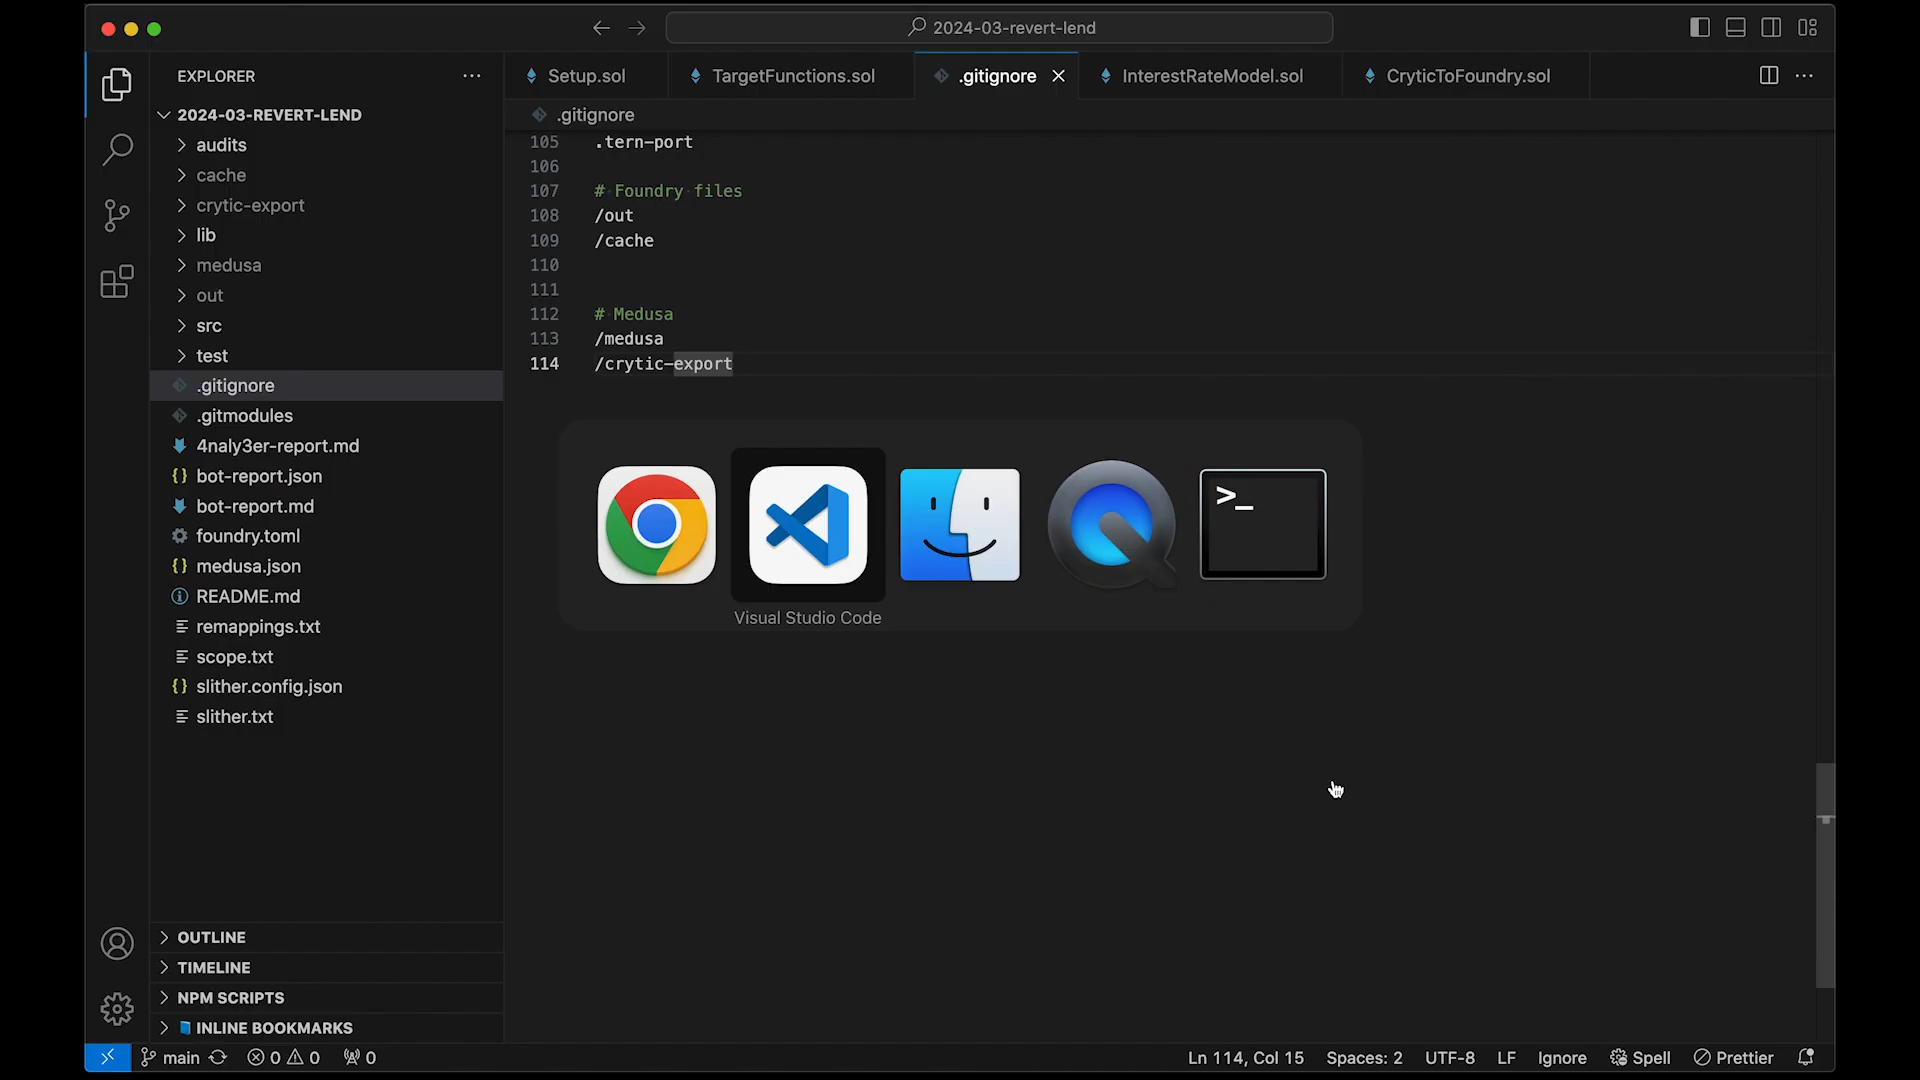 2024-03-revert-lend
EXPLORER
Setup.sol
TargetFunctions.sol
.gitignore
InterestRateModel.sol
CryticToFoundry.sol
2024-03-REVERT-LEND
audits
cache
crytic-export
lib
medusa
out
src
test
.gitignore
.gitmodules
4naly3er-report.md
bot-report.json
bot-report.md
foundry.toml
medusa.json
README.md
remappings.txt
scope.txt
slither.config.json
slither.txt
OUTLINE
TIMELINE
NPM SCRIPTS
INLINE BOOKMARKS
.gitignore
105 .tern-port
106
107 # Foundry files
108 /out
109 /cache
110
111
112 # Medusa
113 /medusa
114 /crytic-export
>_
Visual Studio Code
main
0 0
0
Ln 114, Col 15
Spaces: 2
UTF-8
LF
Ignore
Spell
Prettier